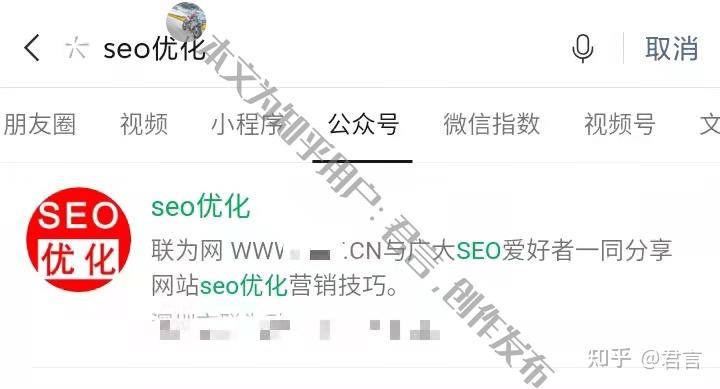 seo优化
取消
朋友圈 视频 小程序 公众号 微信指数 视频号 文
SEO
优化
seo优化
联为网 WWW .CN与广大SEO爱好者一同分享
网站seo优化营销技巧。
本文为知乎用户:君言,创作发布
知乎 @君言